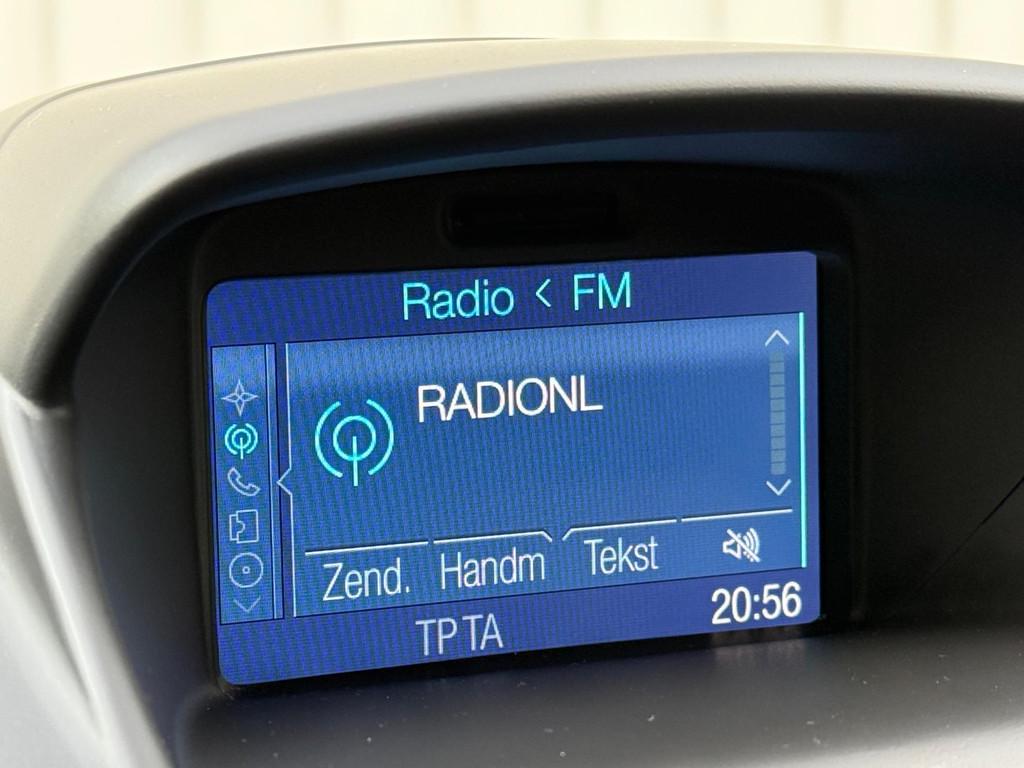 Radio < FM
RADIONL
Zend. Handm Tekst
TP TA
20:56